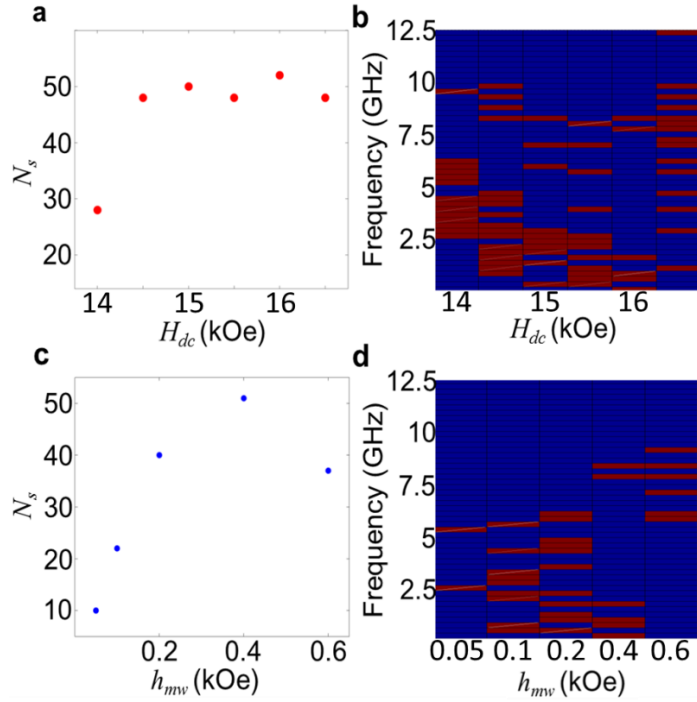 a
50
40
30
20
N_s
14 15 16
H_dc (kOe)
b
12.5
10
7.5
5
2.5
Frequency (GHz)
14 15 16
H_dc (kOe)
c
50
40
30
20
10
N_s
0.2 0.4 0.6
h_mw (kOe)
d
12.5
10
7.5
5
2.5
Frequency (GHz)
0.05 0.1 0.2 0.4 0.6
h_mw (kOe)